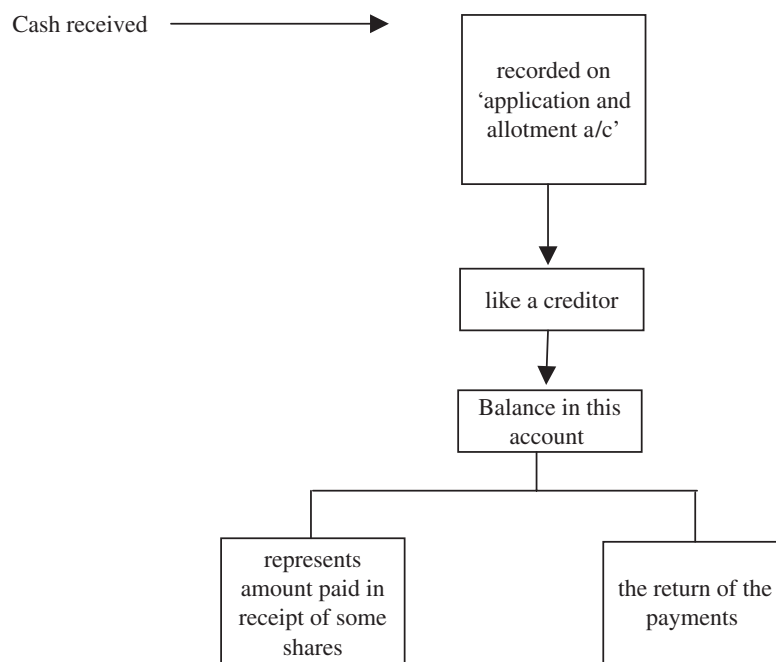 Cash received
recorded on
‘application and
allotment a/c’
like a creditor
Balance in this
account
represents
amount paid in
receipt of some
shares
the return of the
payments